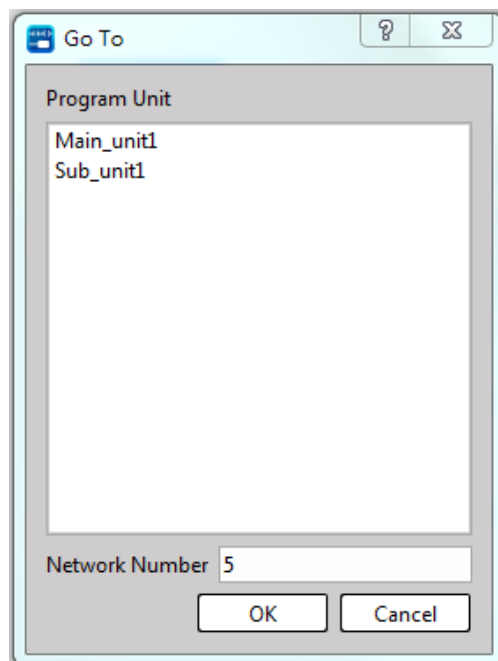 Go To
Program Unit
Main_unit1
Sub_unit1
Network Number 5
OK Cancel